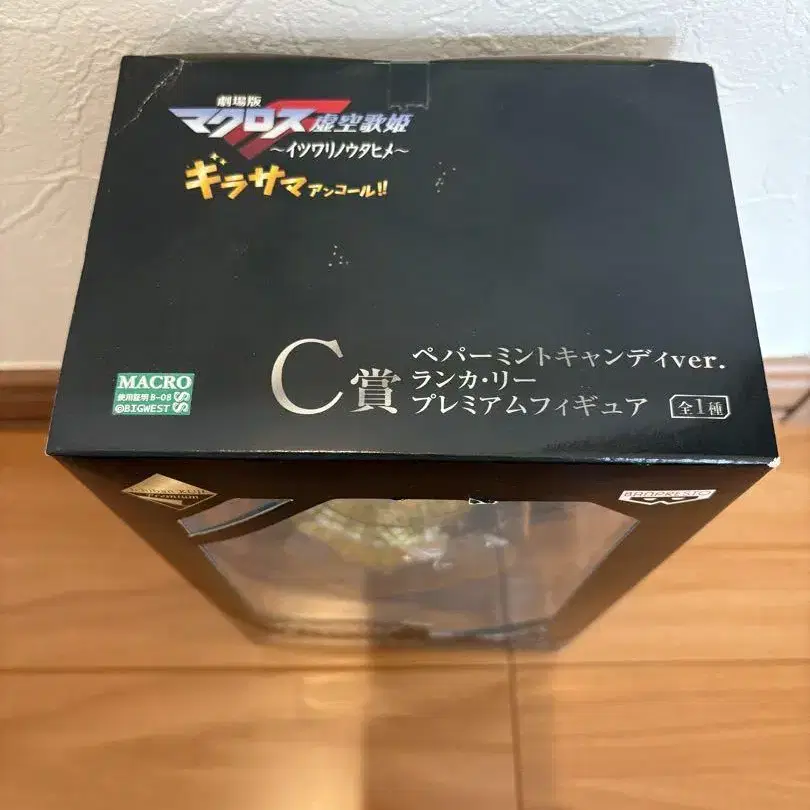 劇場版
マクロスF 虚空歌姫
～イツワリノウタヒメ～
ギラサマアンコール!!
C賞
ペパーミントキャンディver.
ランカ・リー
プレミアムフィギュア 全1種
MACROSS
使用証明 B-08
©BIGWEST
Premium
BANPRESTO